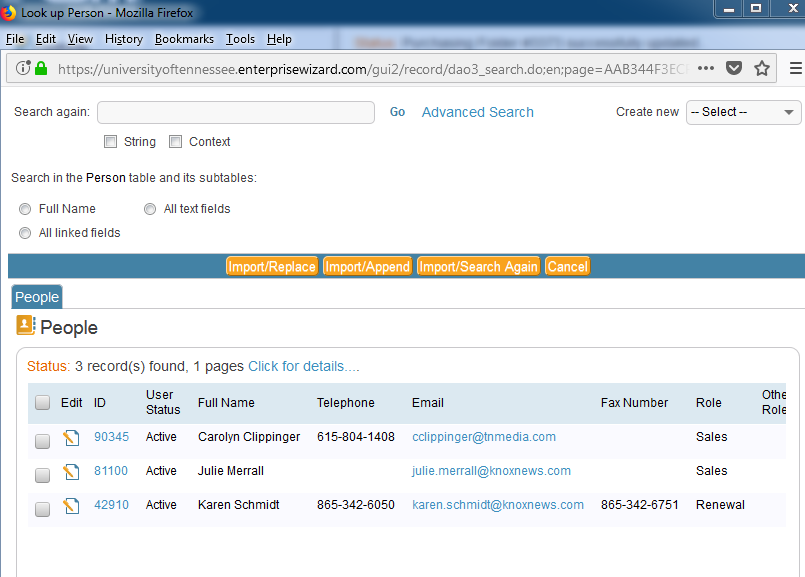 Look up Person - Mozilla Firefox
File Edit View History Bookmarks Tools Help
https://universityoftennessee.enterprisewizard.com/gui2/record/dao3_search.do;en;page=AAB344F3EC
Search again: Go Advanced Search Create new -- Select --
String Context
Search in the Person table and its subtables:
Full Name All text fields
All linked fields
Import/Replace Import/Append Import/Search Again Cancel
People
People
Status: 3 record(s) found, 1 pages Click for details....
Edit ID User Status Full Name Telephone Email Fax Number Role Othe Role
90345 Active Carolyn Clippinger 615-804-1408 cclippinger@tnmedia.com Sales
81100 Active Julie Merrall julie.merrall@knoxnews.com Sales
42910 Active Karen Schmidt 865-342-6050 karen.schmidt@knoxnews.com 865-342-6751 Renewal